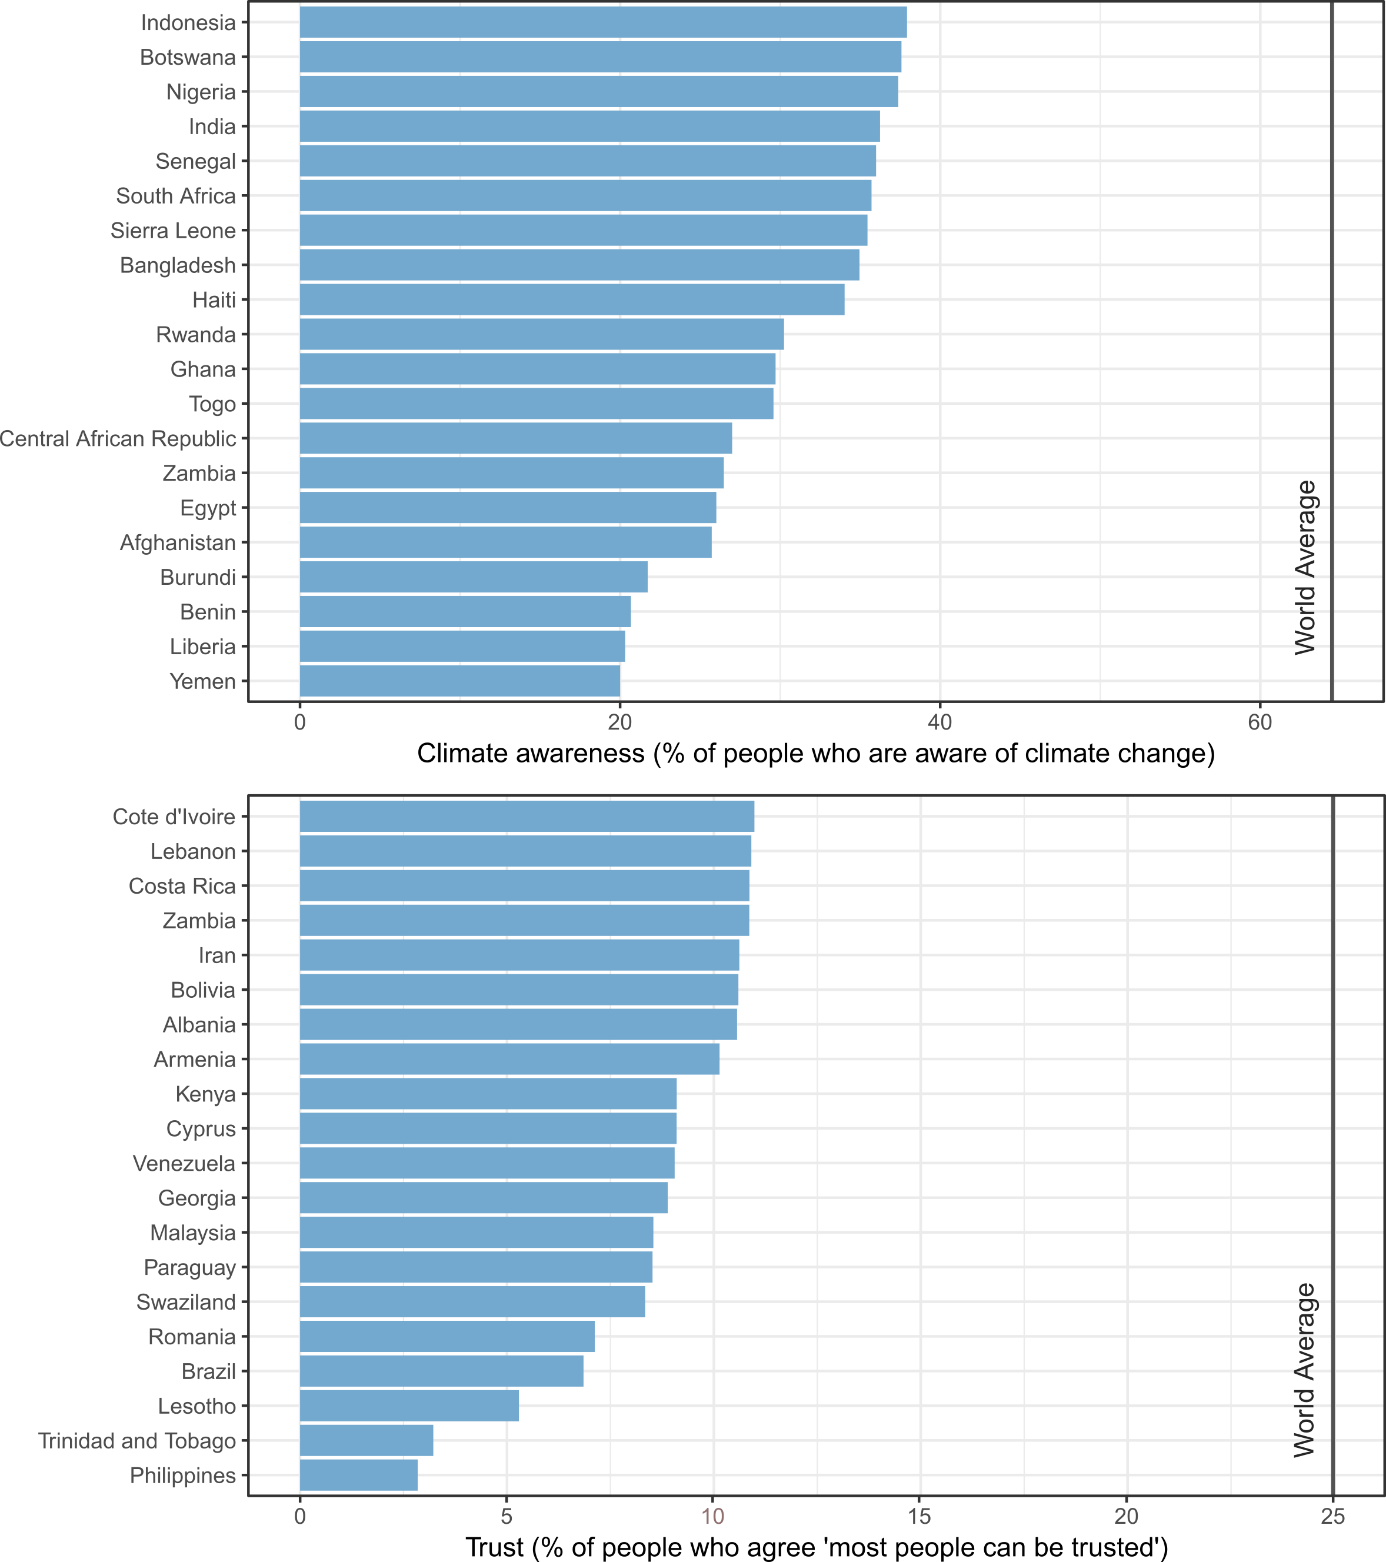 Indonesia
Botswana
Nigeria
India
Senegal
South Africa
Sierra Leone
Bangladesh
Haiti
Rwanda
Ghana
Togo
Central African Republic
Zambia
Egypt
Afghanistan
Burundi
Benin
Liberia
Yemen
World Average
0 20 40 60
Climate awareness (% of people who are aware of climate change)
Cote d'Ivoire
Lebanon
Costa Rica
Zambia
Iran
Bolivia
Albania
Armenia
Kenya
Cyprus
Venezuela
Georgia
Malaysia
Paraguay
Swaziland
Romania
Brazil
Lesotho
Trinidad and Tobago
Philippines
World Average
0 5 10 15 20 25
Trust (% of people who agree 'most people can be trusted')